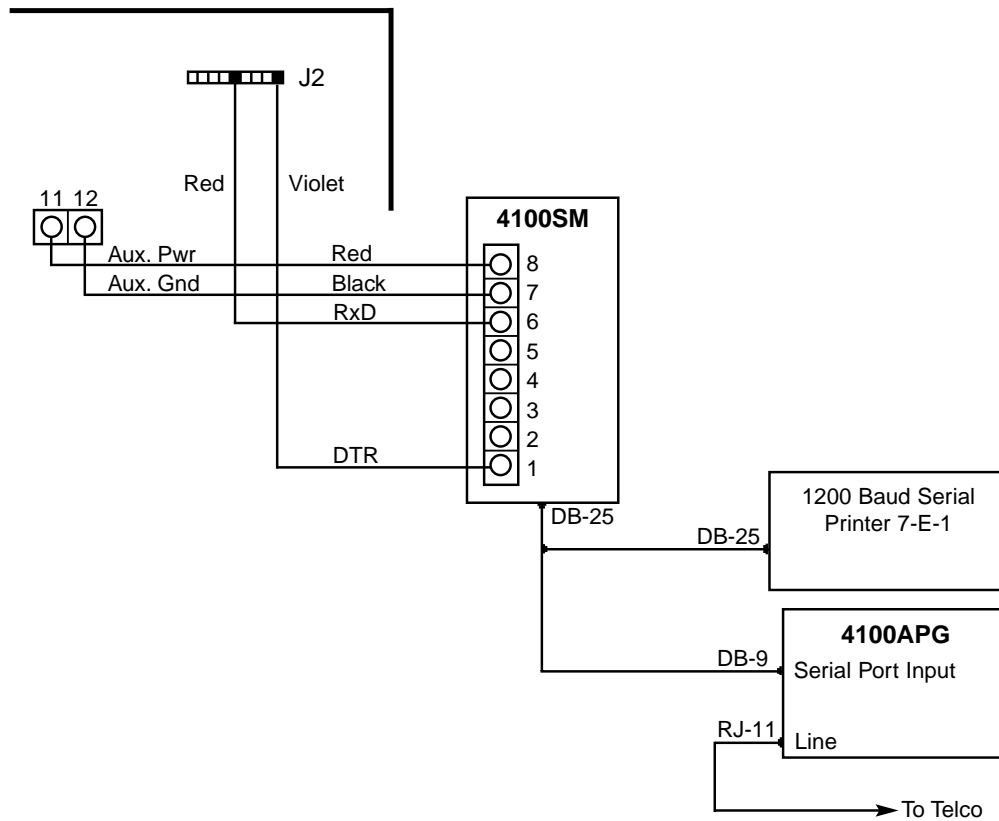 J2
Red Violet
11 12
4100SM
Aux. Pwr Red 8
Aux. Gnd Black 7
RxD 6
5
4
3
2
DTR 1
DB-25
1200 Baud Serial
Printer 7-E-1
DB-25
4100APG
DB-9 Serial Port Input
RJ-11 Line
To Telco